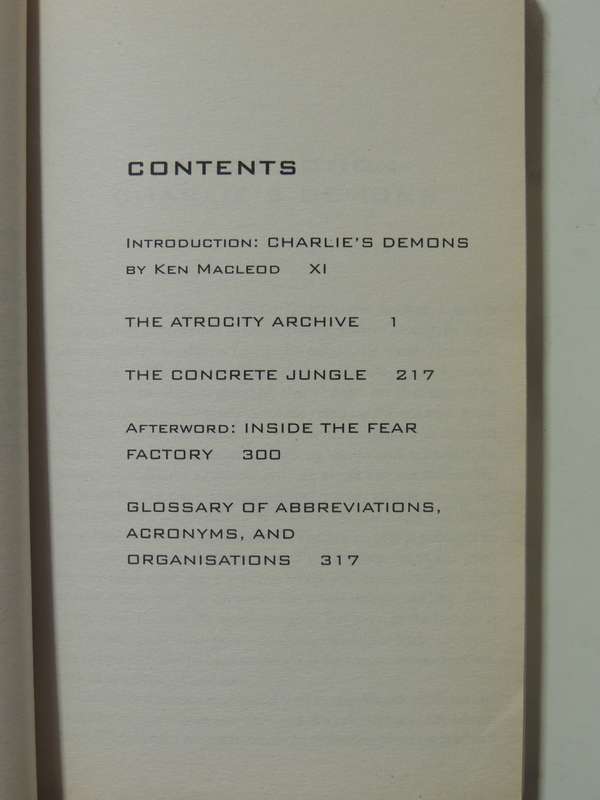 CONTENTS
INTRODUCTION: CHARLIE'S DEMONS
BY KEN MACLEOD XI
THE ATROCITY ARCHIVE 1
THE CONCRETE JUNGLE 217
AFTERWORD: INSIDE THE FEAR
FACTORY 300
GLOSSARY OF ABBREVIATIONS,
ACRONYMS, AND
ORGANISATIONS 317